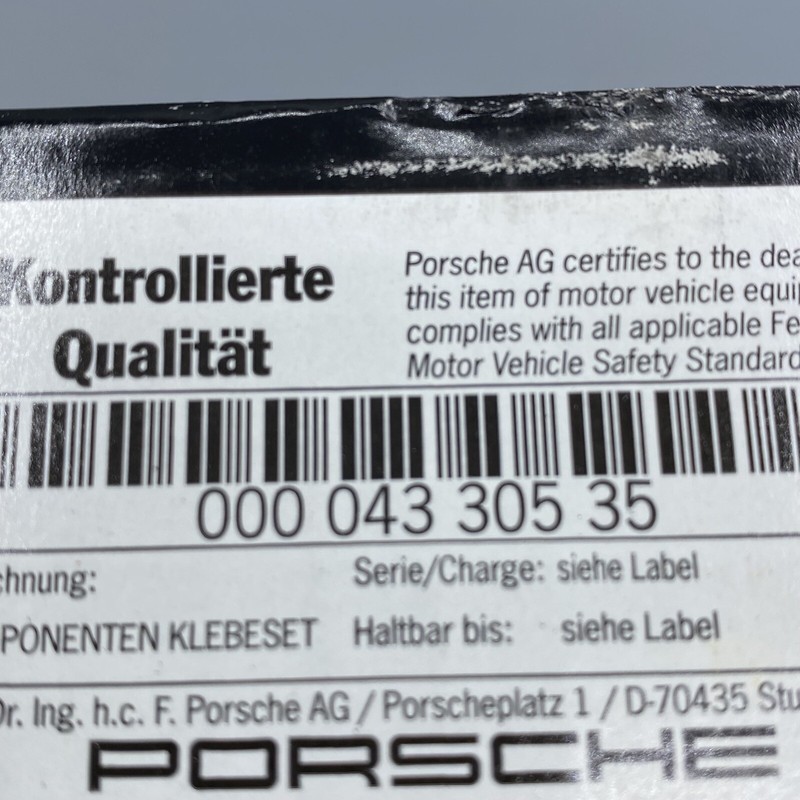 Kontrollierte
Qualität
Porsche AG certifies to the dea
this item of motor vehicle equip
complies with all applicable Fe
Motor Vehicle Safety Standard
000 043 305 35
chnung:
Serie/Charge: siehe Label
PONENTEN KLEBESET
Haltbar bis: siehe Label
Dr. Ing. h.c. F. Porsche AG / Porscheplatz 1 / D-70435 Stu
PORSCHE